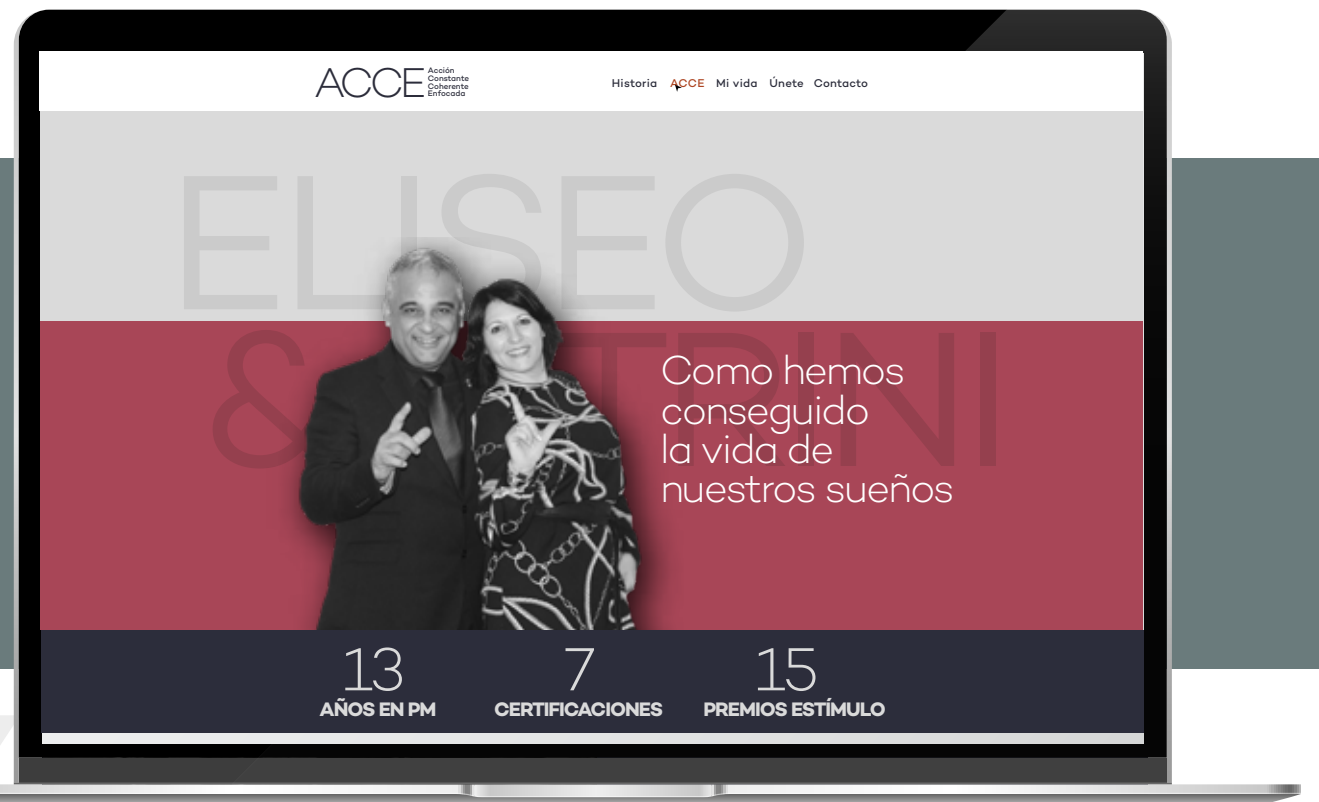 ACCE
Acción
Constante
Coherente
Enfocada
Historia ACCE Mi vida Únete Contacto
ELISEO
& TRINI
Como hemos
conseguido
la vida de
nuestros sueños
13 7 15
AÑOS EN PM CERTIFICACIONES PREMIOS ESTÍMULO